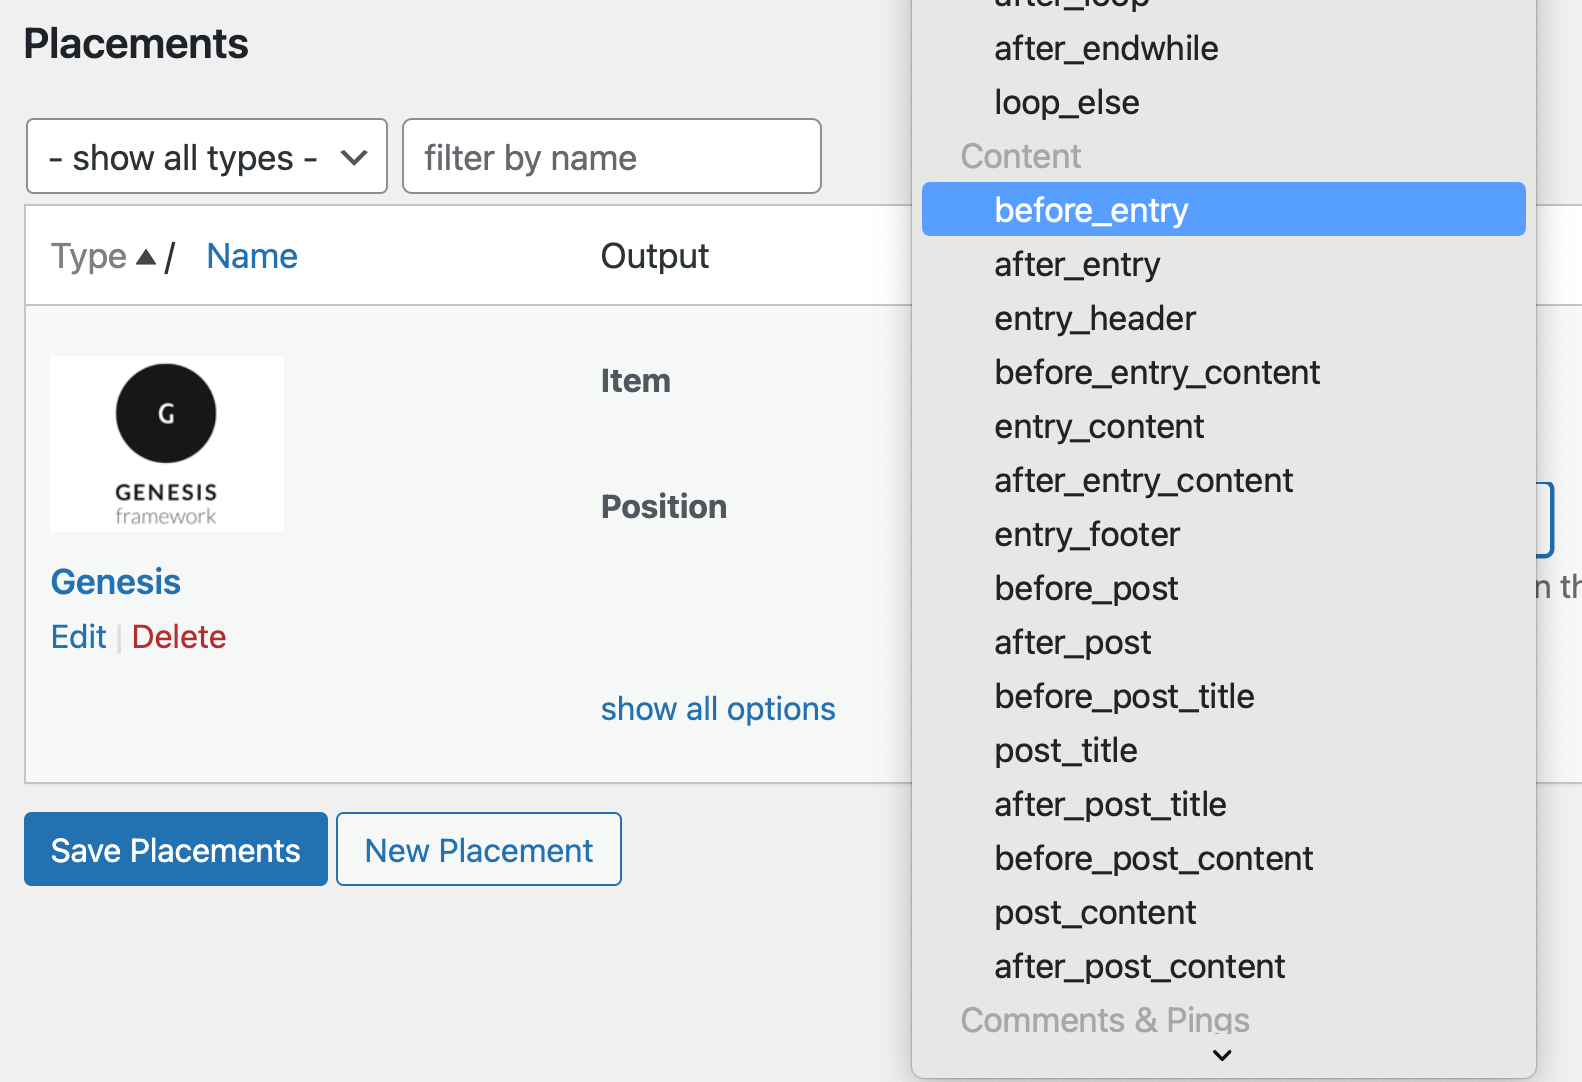 Placements
- show all types -
filter by name
Type ▲ / Name
Output
G
GENESIS
framework
Genesis
Edit | Delete
Item
Position
show all options
Save Placements
New Placement
after_loop
after_endwhile
loop_else
Content
before_entry
after_entry
entry_header
before_entry_content
entry_content
after_entry_content
entry_footer
before_post
after_post
before_post_title
post_title
after_post_title
before_post_content
post_content
after_post_content
Comments & Pings